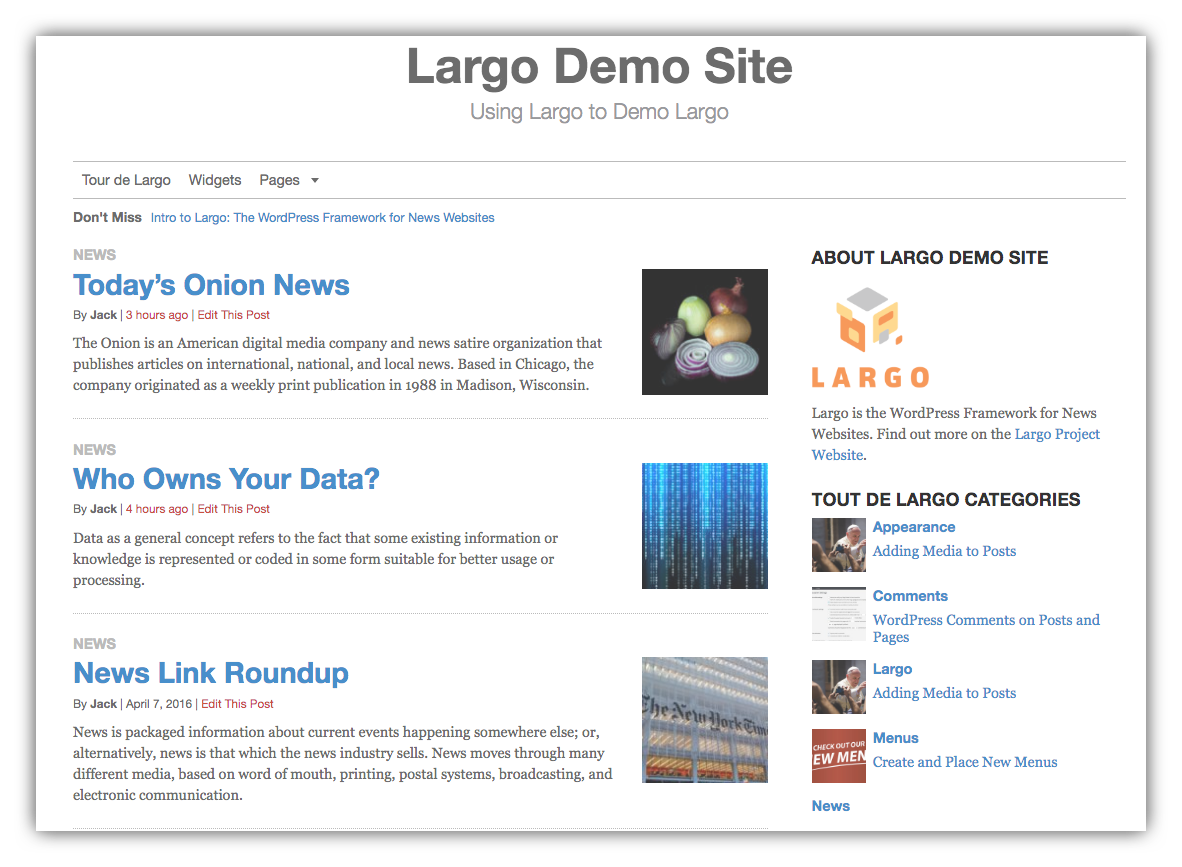 Largo Demo Site
Using Largo to Demo Largo
Tour de Largo Widgets Pages
Don't Miss Intro to Largo: The WordPress Framework for News Websites
NEWS
Today’s Onion News
By Jack | 3 hours ago | Edit This Post
The Onion is an American digital media company and news satire organization that
publishes articles on international, national, and local news. Based in Chicago, the
company originated as a weekly print publication in 1988 in Madison, Wisconsin.
NEWS
Who Owns Your Data?
By Jack | 4 hours ago | Edit This Post
Data as a general concept refers to the fact that some existing information or
knowledge is represented or coded in some form suitable for better usage or
processing.
NEWS
News Link Roundup
By Jack | April 7, 2016 | Edit This Post
News is packaged information about current events happening somewhere else; or,
alternatively, news is that which the news industry sells. News moves through many
different media, based on word of mouth, printing, postal systems, broadcasting, and
electronic communication.
The New York Time
ABOUT LARGO DEMO SITE
LARGO
Largo is the WordPress Framework for News
Websites. Find out more on the Largo Project
Website.
TOUT DE LARGO CATEGORIES
Appearance
Adding Media to Posts
Comments
WordPress Comments on Posts and
Pages
Largo
Adding Media to Posts
CHECK OUT OUR
EW MEN
Menus
Create and Place New Menus
News